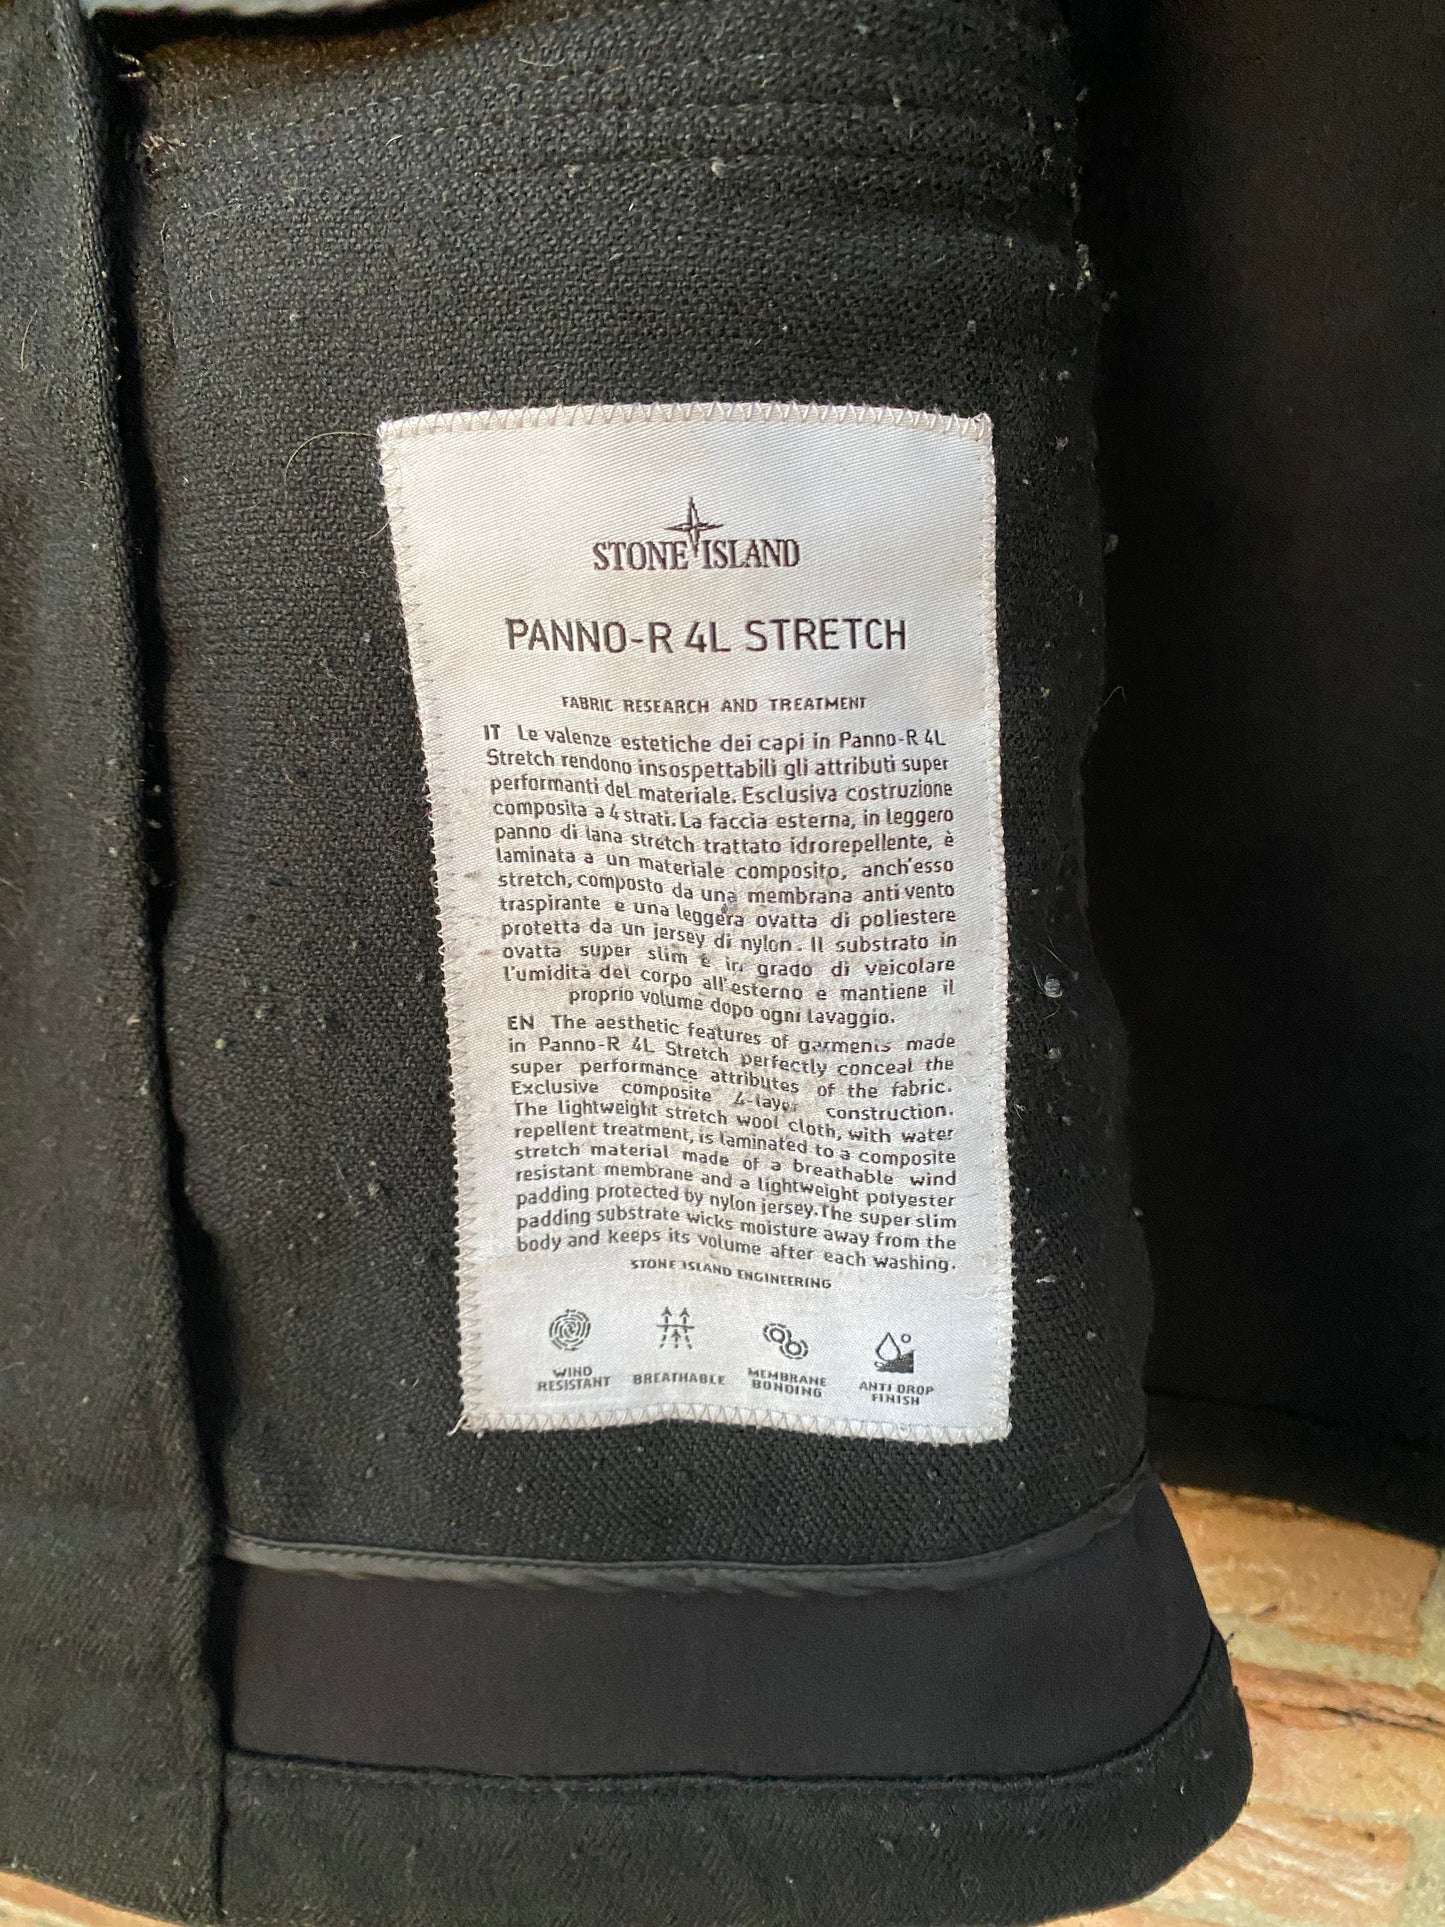 STONE ISLAND
PANNO-R 4L STRETCH
FABRIC RESEARCH AND TREATMENT
IT Le valenze estetiche dei capi in Panno-R 4L
Stretch rendono insospettabili gli attributi super
performanti del materiale. Esclusiva costruzione
composita a 4 strati. La faccia esterna, in leggero
panno di lana stretch trattato idrorepellente, è
laminata a un materiale composito, anch'esso
stretch, composto da una membrana anti vento
traspirante e una leggera ovatta di poliestere
protetta da un jersey di nylon. Il substrato in
ovatta super slim è in grado di veicolare
l'umidità del corpo all'esterno e mantiene il
proprio volume dopo ogni lavaggio.
EN The aesthetic features of garments made
in Panno-R 4L Stretch perfectly conceal the
super performance attributes of the fabric.
Exclusive composite 4-layer construction.
The lightweight stretch wool cloth, with water
repellent treatment, is laminated to a composite
stretch material made of a breathable wind
resistant membrane and a lightweight polyester
padding protected by nylon jersey. The super slim
padding substrate wicks moisture away from the
body and keeps its volume after each washing.
STONE ISLAND ENGINEERING
WIND
RESISTANT
BREATHABLE
MEMBRANE
BONDING
ANTI DROP
FINISH